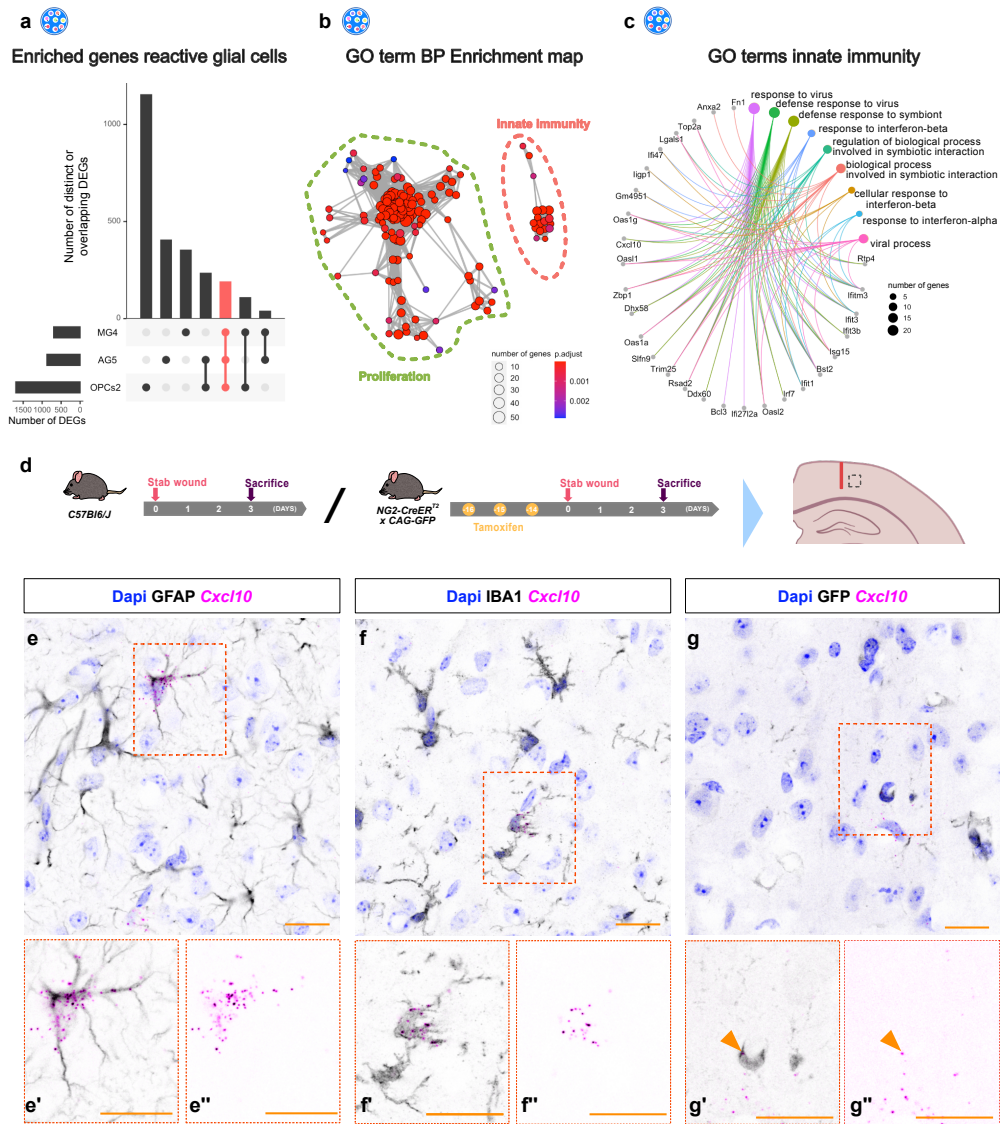 a
Enriched genes reactive glial cells
Number of distinct or
overlapping DEGs
1000
500
0
MG4
AG5
OPCs2
1500
500
0
Number of DEGs
b
GO term BP Enrichment map
Innate Immunity
Proliferation
number of genes
10
20
30
40
50
p.adjust
0.001
0.002
c
GO terms innate immunity
response to virus
defense response to virus
defense response to symbiont
response to interferon-beta
regulation of biological process
involved in symbiotic interaction
biological process
involved in symbiotic interaction
cellular response to
interferon-beta
response to interferon-alpha
viral process
Fn1
Anxa2
Top2a
Lgals1
Ifi47
Iigp1
Gm4951
Oas1g
Cxcl10
Oasl1
Zbp1
Dhx58
Oas1a
Slfn9
Trim25
Rsad2
Ddx60
Bcl3
Ifi27l2a
Oasl2
Irf7
Ifit1
Bst2
Isg15
Ifit3b
Ifit3
Ifitm3
Rtp4
number of genes
5
10
15
20
d
C57Bl6/J
Stab wound
Sacrifice
0 1 2 3 (DAYS)
/
NG2-CreERT2
x CAG-GFP
Stab wound
Sacrifice
-16 -15 -14 0 1 2 3 (DAYS)
Tamoxifen
Dapi GFAP Cxcl10
Dapi IBA1 Cxcl10
Dapi GFP Cxcl10
e
f
g
e'
e''
f'
f''
g'
g''